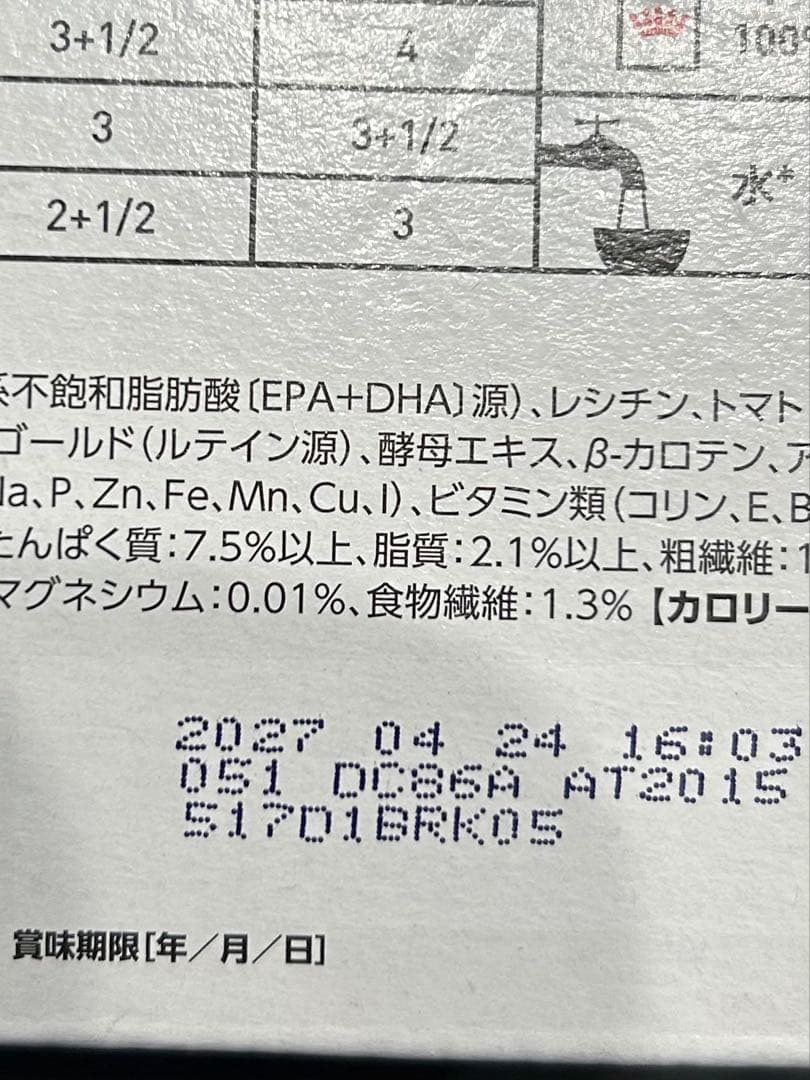 3+1/2 4 100%
3 3+1/2
水*
2+1/2 3
系不飽和脂肪酸〔EPA+DHA〕源)、レシチン、トマト
ゴールド(ルテイン源)、酵母エキス、β-カロテン、ア
Na、P、Zn、Fe、Mn、Cu、I)、ビタミン類(コリン、E、B
たんぱく質:7.5%以上、脂質:2.1%以上、粗繊維:1
マグネシウム:0.01%、食物繊維:1.3% 【カロリー
2027 04 24 16:03
051 DC86A AT2015
517D1BRK05
賞味期限[年/月/日]